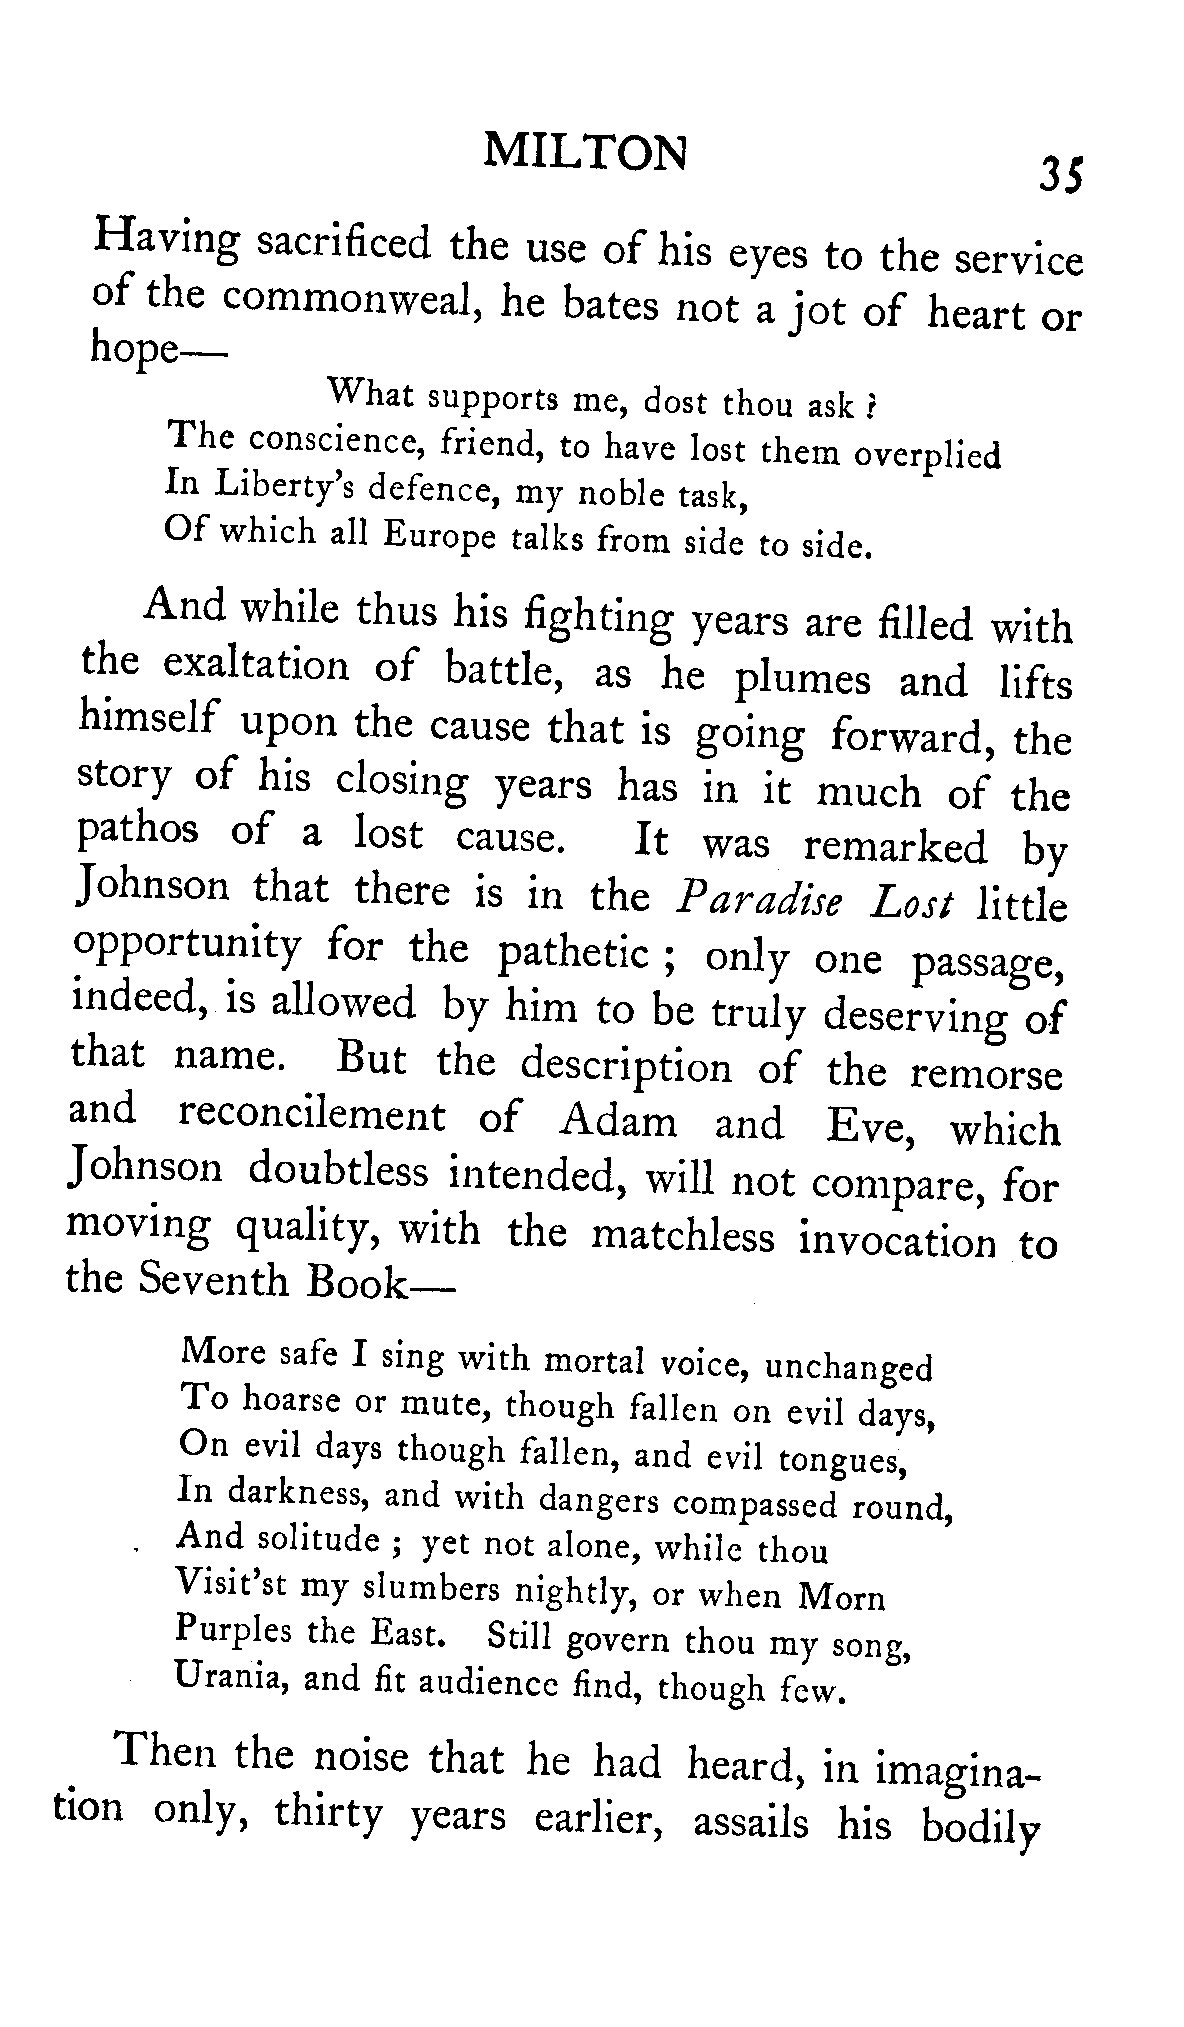 MILTON
35
Having sacrificed the use of his eyes to the service
of the commonweal, he bates not a jot of heart or
hope—
What supports me, dost thou ask ?
The conscience, friend, to have lost them overplied
In Liberty's defence, my noble task,
Of which all Europe talks from side to side.
And while thus his fighting years are filled with
the exaltation of battle, as he plumes and lifts
himself upon the cause that is going forward, the
story of his closing years has in it much of the
pathos of a lost cause. It was remarked by
Johnson that there is in the Paradise Lost little
opportunity for the pathetic ; only one passage,
indeed, is allowed by him to be truly deserving of
that name. But the description of the remorse
and reconcilement of Adam and Eve, which
Johnson doubtless intended, will not compare, for
moving quality, with the matchless invocation to
the Seventh Book—
More safe I sing with mortal voice, unchanged
To hoarse or mute, though fallen on evil days,
On evil days though fallen, and evil tongues,
In darkness, and with dangers compassed round,
And solitude ; yet not alone, while thou
Visit'st my slumbers nightly, or when Morn
Purples the East. Still govern thou my song,
Urania, and fit audience find, though few.
Then the noise that he had heard, in imagina-
tion only, thirty years earlier, assails his bodily